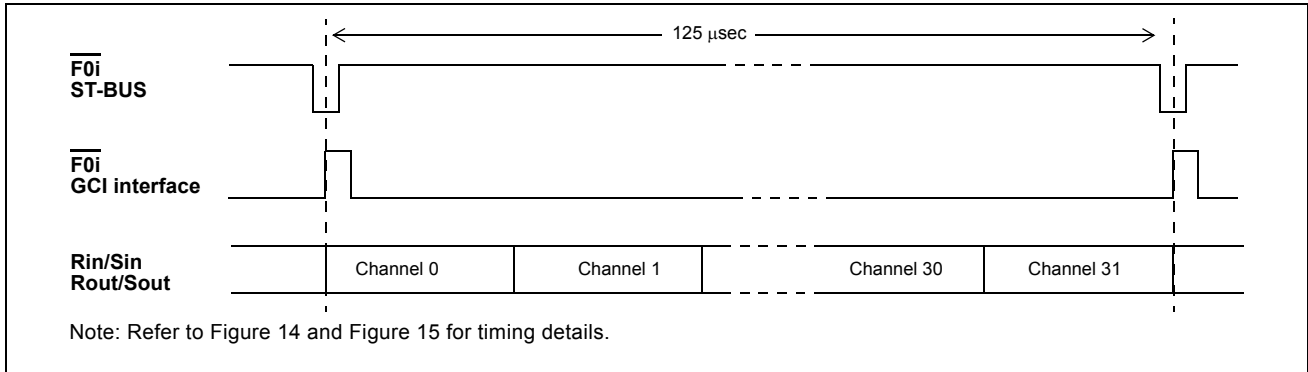 125 μsec
F0i
ST-BUS
F0i
GCI interface
Rin/Sin
Rout/Sout
Channel 0 Channel 1 Channel 30 Channel 31
Note: Refer to Figure 14 and Figure 15 for timing details.